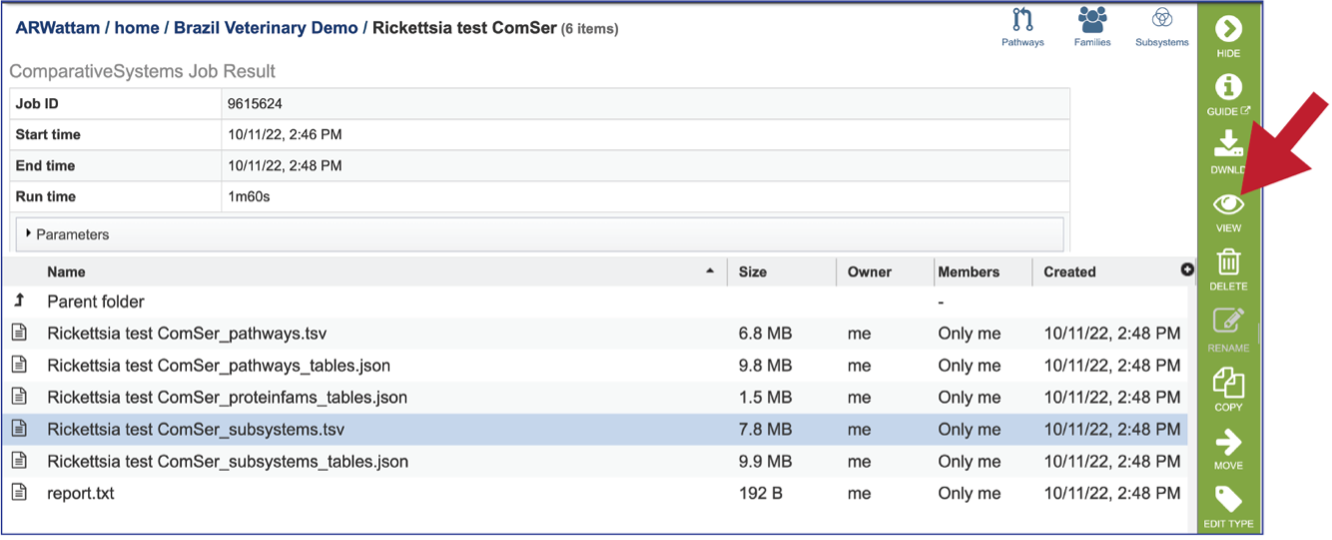 ARWattam / home / Brazil Veterinary Demo / Rickettsia test ComSer (6 items)
Pathways
Families
Subsystems
HIDE
ComparativeSystems Job Result
Job ID 9615624
Start time 10/11/22, 2:46 PM
End time 10/11/22, 2:48 PM
Run time 1m60s
Parameters
GUIDE
DWNLD
VIEW
DELETE
RENAME
COPY
MOVE
EDIT TYPE
Name Size Owner Members Created
Parent folder -
Rickettsia test ComSer_pathways.tsv 6.8 MB me Only me 10/11/22, 2:48 PM
Rickettsia test ComSer_pathways_tables.json 9.8 MB me Only me 10/11/22, 2:48 PM
Rickettsia test ComSer_proteinfams_tables.json 1.5 MB me Only me 10/11/22, 2:48 PM
Rickettsia test ComSer_subsystems.tsv 7.8 MB me Only me 10/11/22, 2:48 PM
Rickettsia test ComSer_subsystems_tables.json 9.9 MB me Only me 10/11/22, 2:48 PM
report.txt 192 B me Only me 10/11/22, 2:48 PM